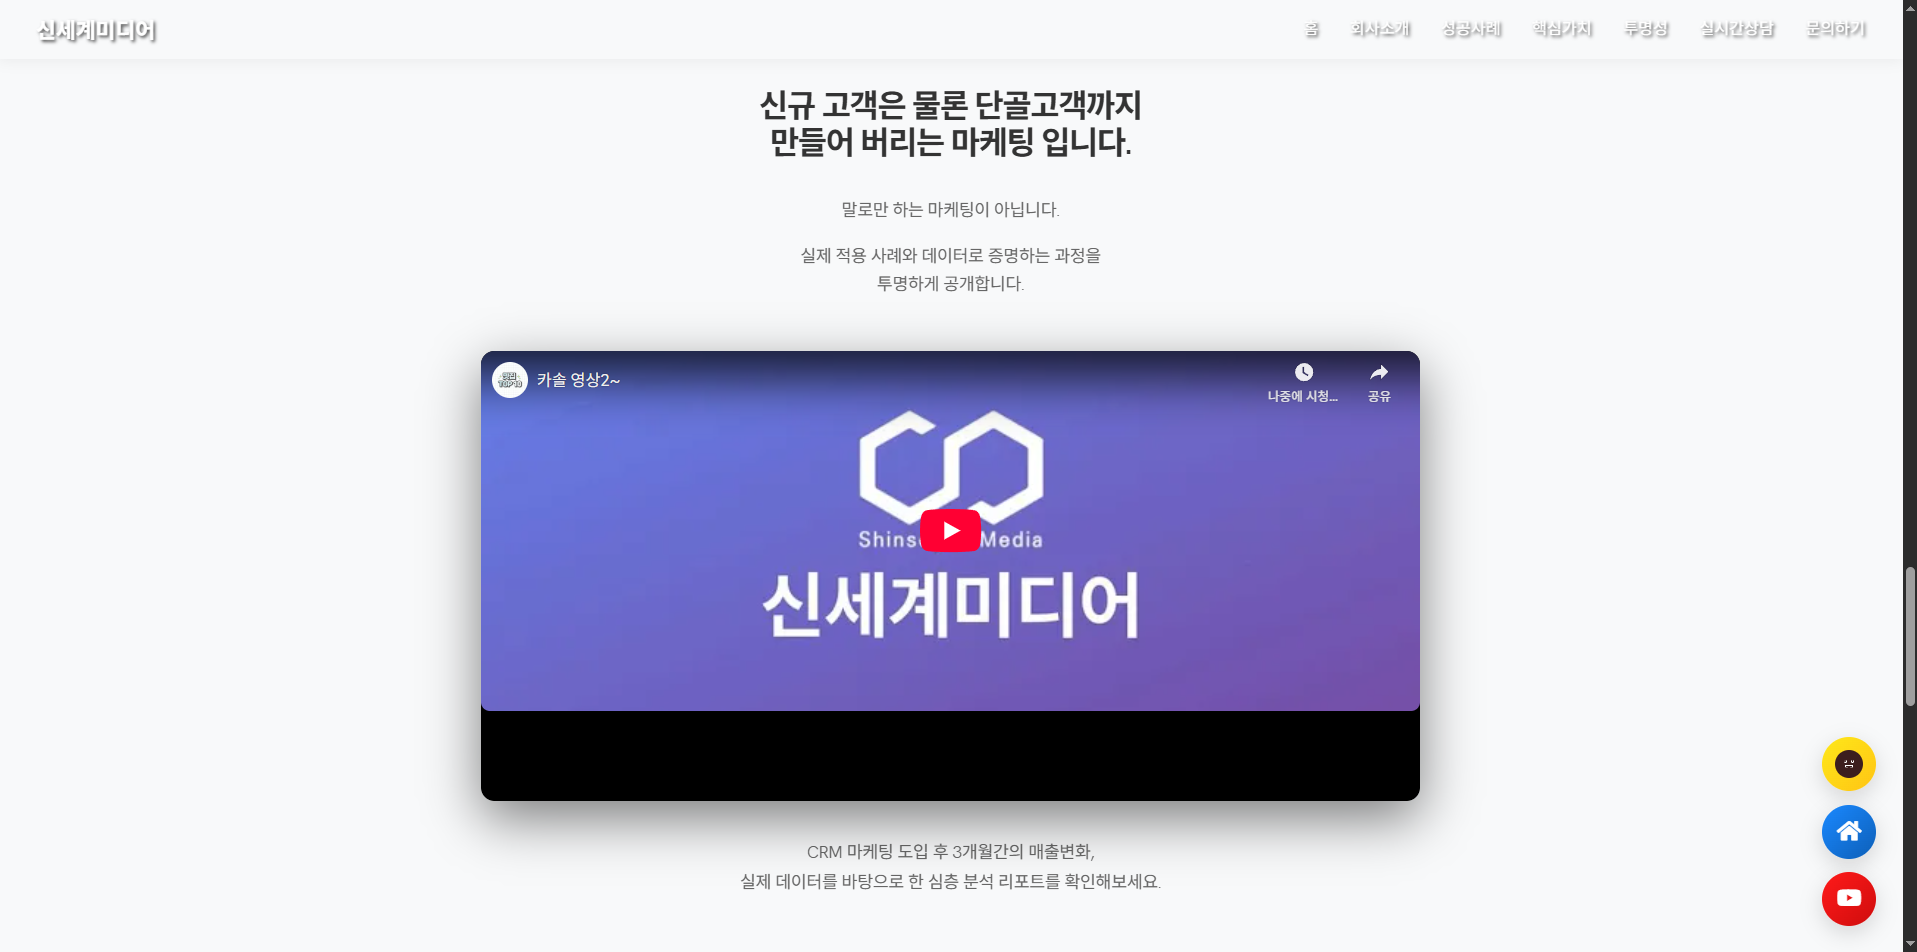 신세계미디어
홈 회사소개 성공사례 핵심가치 투명성 실시간상담 문의하기
신규 고객은 물론 단골고객까지
만들어 버리는 마케팅 입니다.
말로만 하는 마케팅이 아닙니다.
실제 적용 사례와 데이터로 증명하는 과정을
투명하게 공개합니다.
카솔 영상2~
나중에 시청...
공유
Media
신세계미디어
CRM 마케팅 도입 후 3개월간의 매출변화,
실제 데이터를 바탕으로 한 심층 분석 리포트를 확인해보세요.